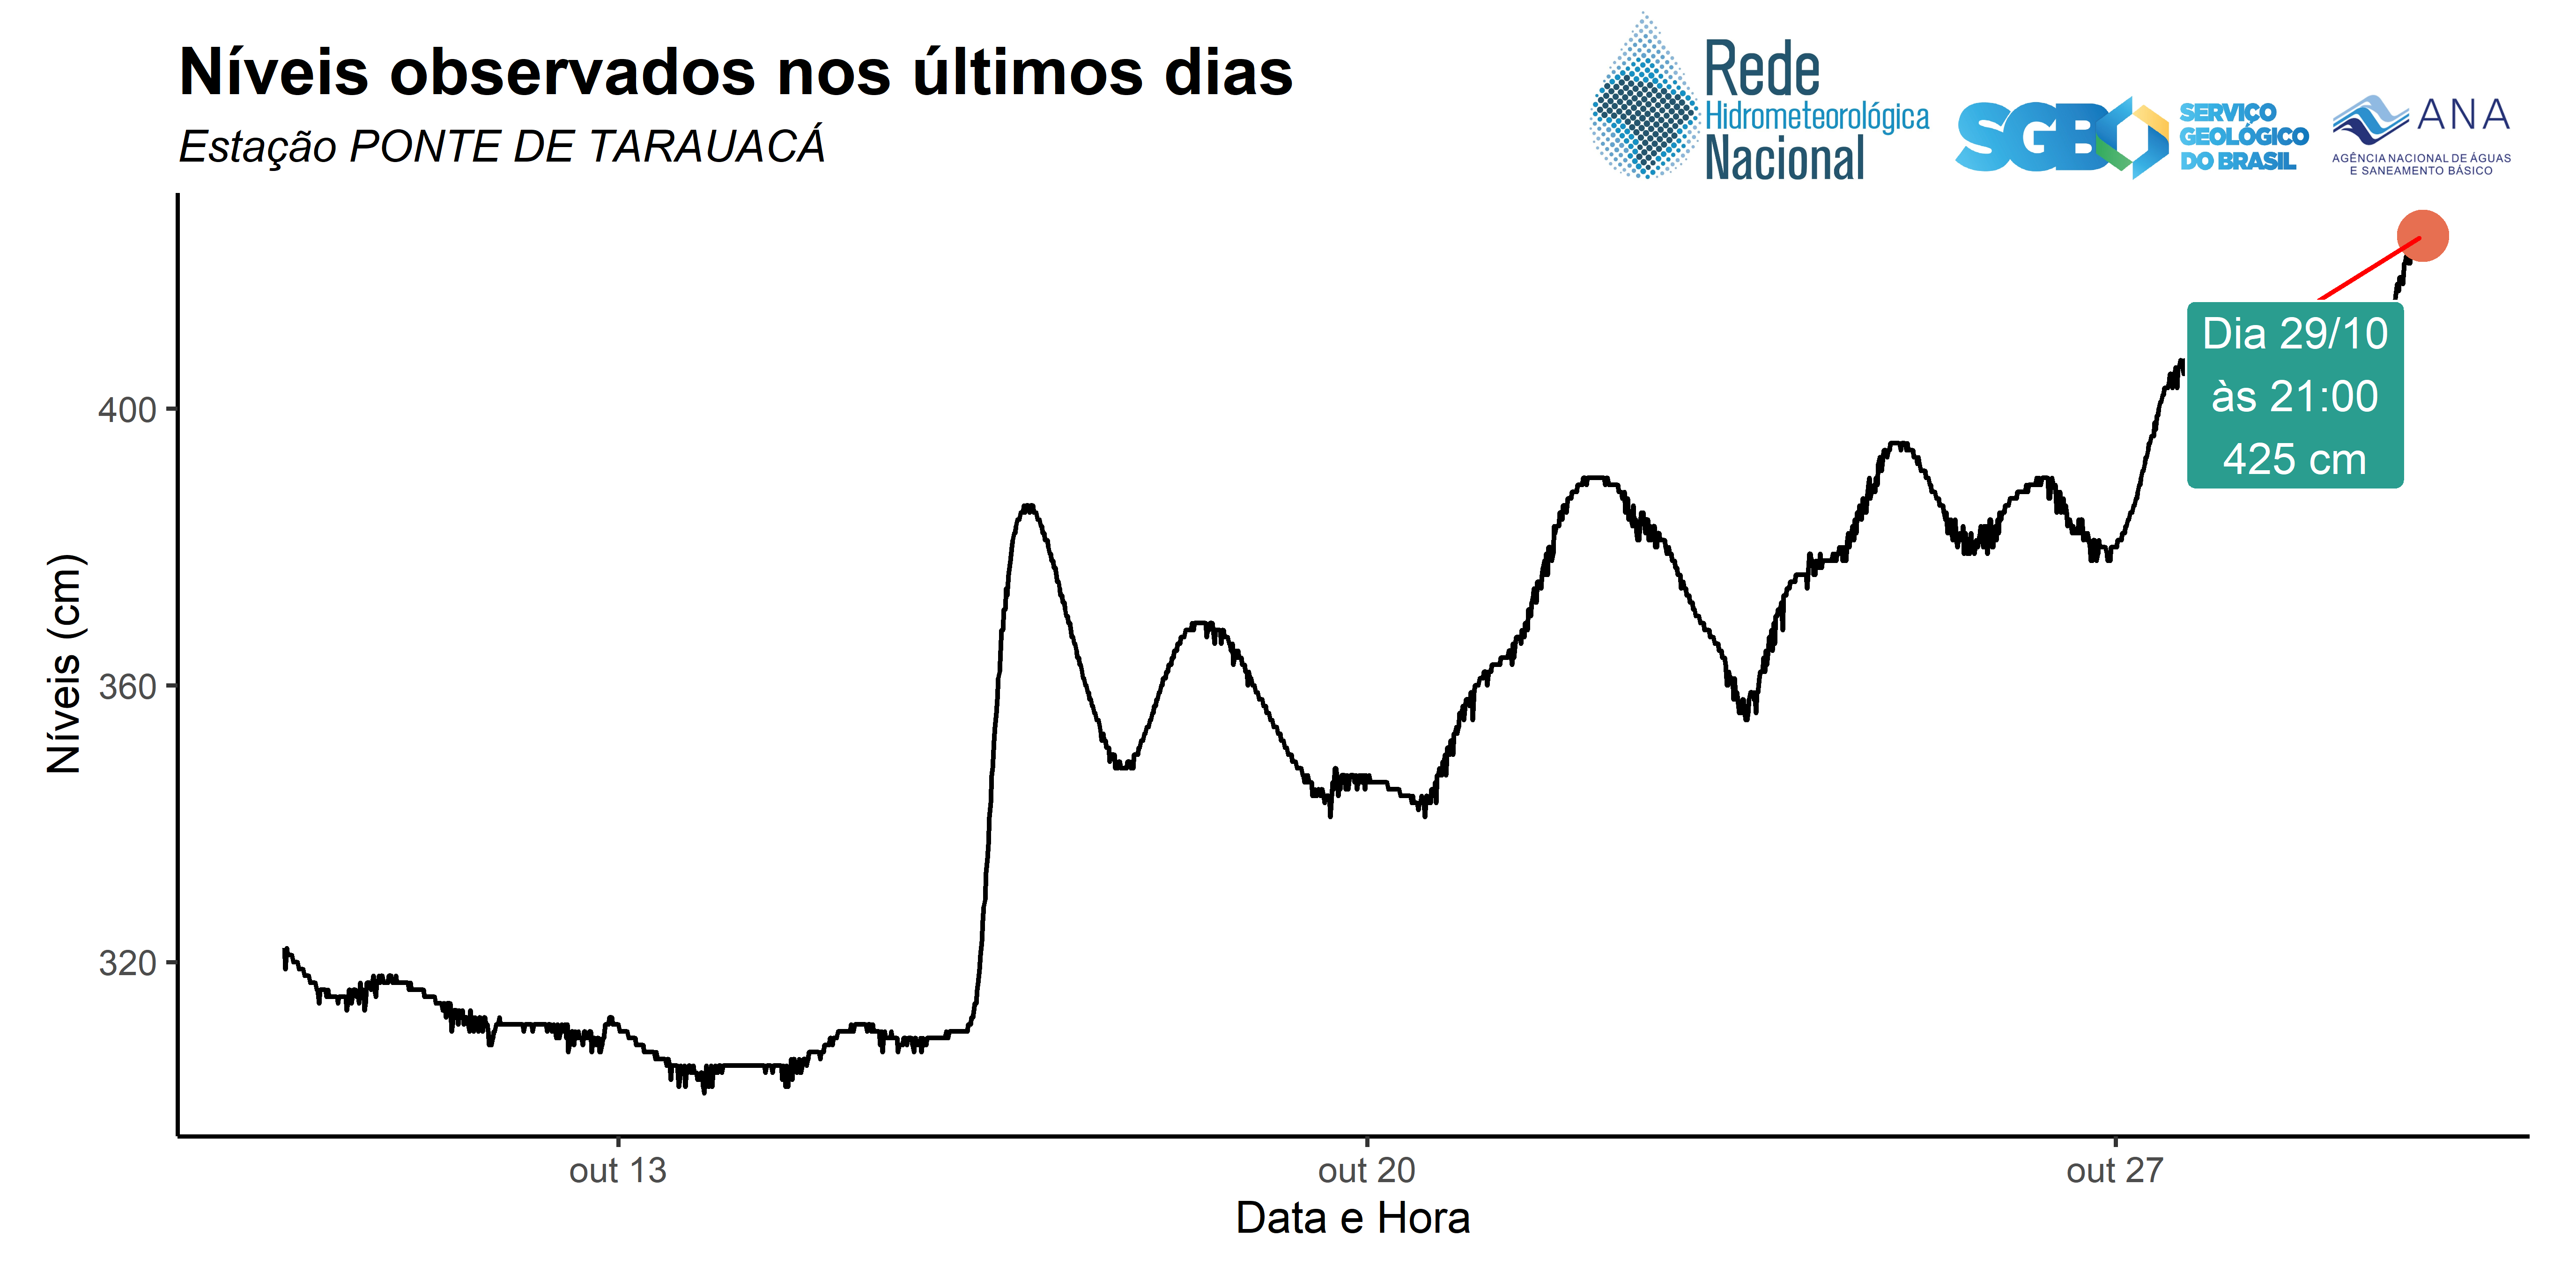 Níveis observados nos últimos dias
Estação PONTE DE TARAUACÁ
Rede
Hidrometeorológica
Nacional
SGB
SERVIÇO
GEOLÓGICO
DO BRASIL
ANA
AGÊNCIA NACIONAL DE ÁGUAS
E SANEAMENTO BÁSICO
Dia 29/10
às 21:00
425 cm
Níveis (cm)
400
360
320
out 13
out 20
out 27
Data e Hora